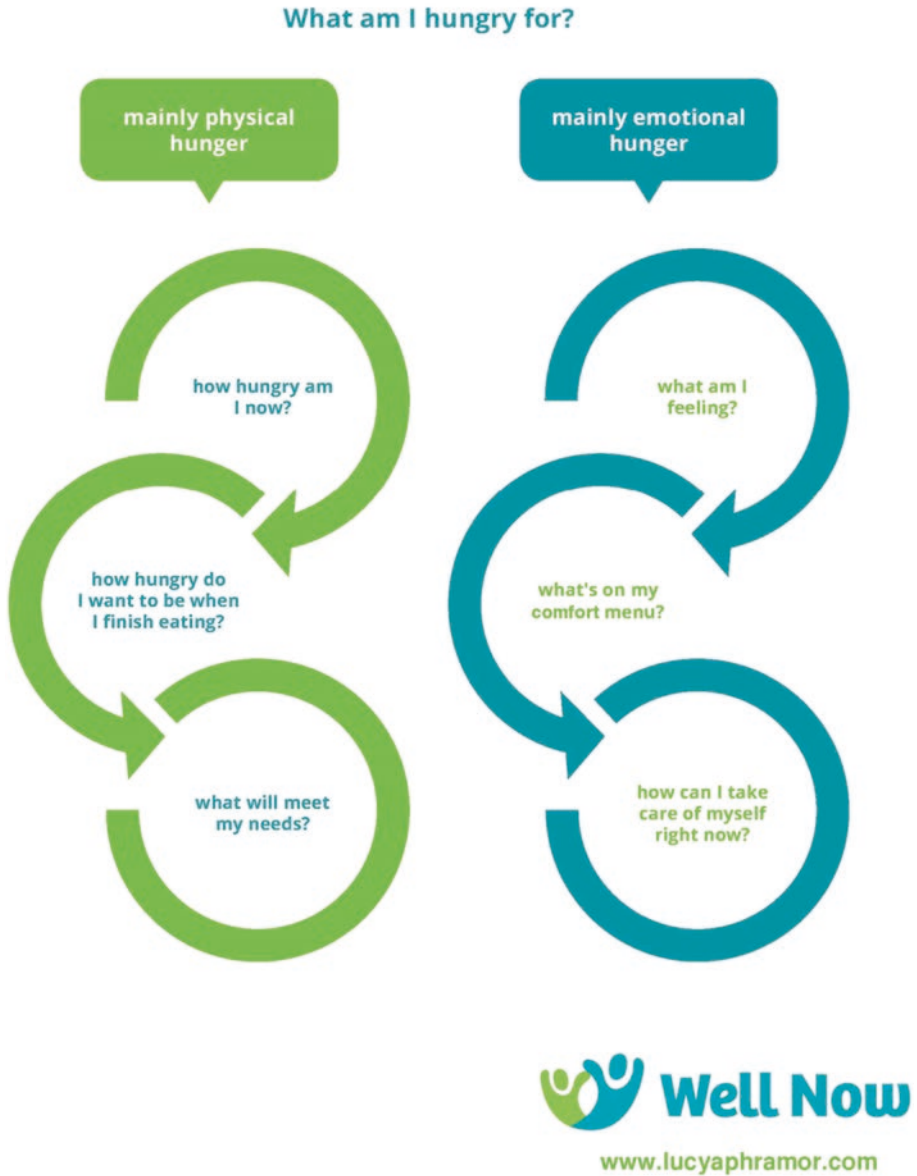 What am I hungry for?
mainly physical
hunger
how hungry am
I now?
how hungry do
I want to be when
I finish eating?
what will meet
my needs?
mainly emotional
hunger
what am I
feeling?
what's on my
comfort menu?
how can I take
care of myself
right now?
Well Now
www.lucyaphramor.com